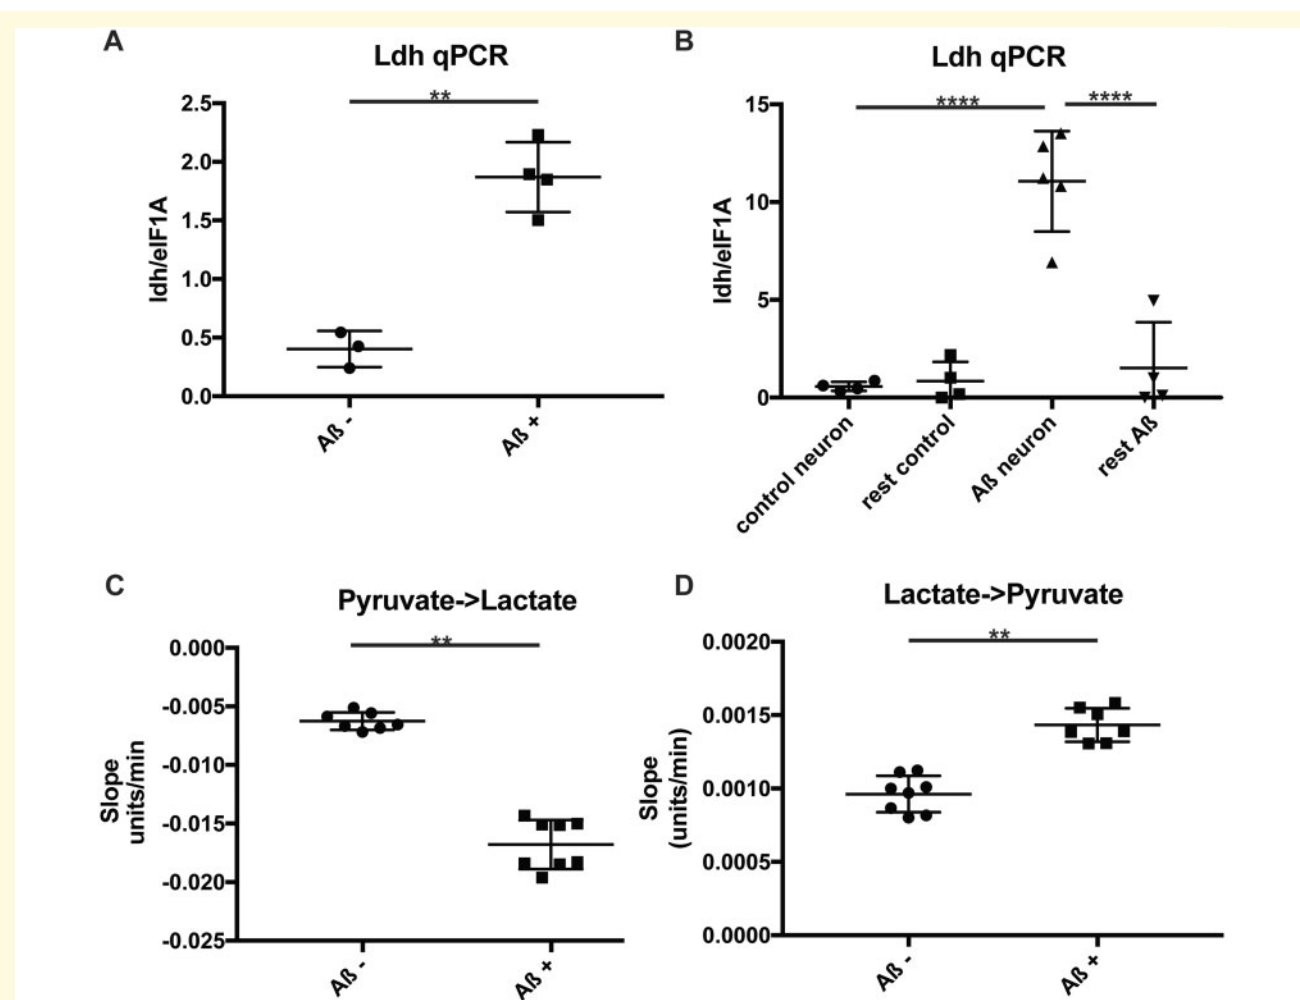 A
Ldh qPCR
**
2.5
2.0
1.5
1.0
0.5
0.0
ldh/eIF1A
Aß -
Aß +
B
Ldh qPCR
****
****
15
10
5
0
ldh/eIF1A
control neuron
rest control
Aß neuron
rest Aß
C
Pyruvate->Lactate
**
0.000
-0.005
-0.010
-0.015
-0.020
-0.025
Slope
units/min
Aß -
Aß +
D
Lactate->Pyruvate
**
0.0020
0.0015
0.0010
0.0005
0.0000
Slope
(units/min)
Aß -
Aß +